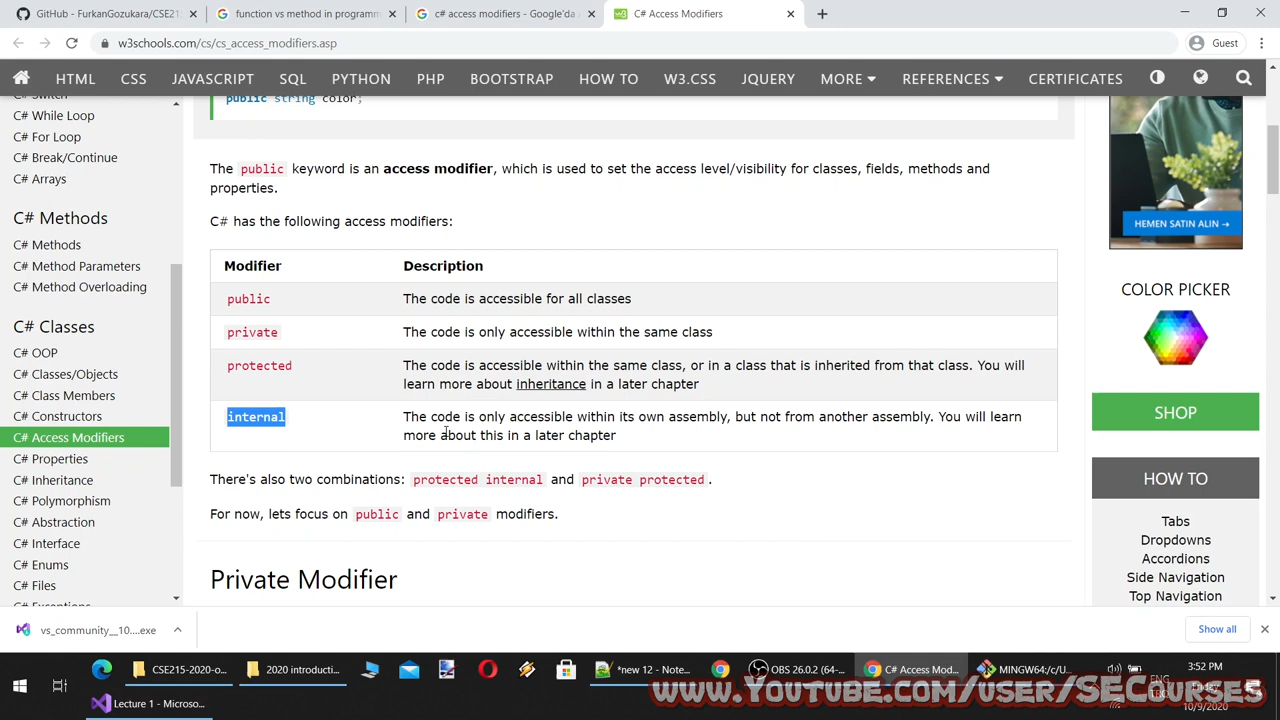 GitHub - FurkanGozukara/CSE21
function vs method in programm
c# access modifiers - Google'da
C# Access Modifiers
w3schools.com/cs/cs_access_modifiers.asp
Guest
HTML CSS JAVASCRIPT SQL PYTHON PHP BOOTSTRAP HOW TO W3.CSS JQUERY MORE REFERENCES CERTIFICATES
C# Switch
C# While Loop
C# For Loop
C# Break/Continue
C# Arrays
C# Methods
C# Methods
C# Method Parameters
C# Method Overloading
C# Classes
C# OOP
C# Classes/Objects
C# Class Members
C# Constructors
C# Access Modifiers
C# Properties
C# Inheritance
C# Polymorphism
C# Abstraction
C# Interface
C# Enums
C# Files
C# Exceptions
public string color;
The public keyword is an access modifier, which is used to set the access level/visibility for classes, fields, methods and
properties.
C# has the following access modifiers:
Modifier Description
public The code is accessible for all classes
private The code is only accessible within the same class
protected The code is accessible within the same class, or in a class that is inherited from that class. You will
learn more about inheritance in a later chapter
internal The code is only accessible within its own assembly, but not from another assembly. You will learn
more about this in a later chapter
There's also two combinations: protected internal and private protected.
For now, lets focus on public and private modifiers.
Private Modifier
HEMEN SATIN ALIN →
COLOR PICKER
SHOP
HOW TO
Tabs
Dropdowns
Accordions
Side Navigation
Top Navigation
vs_community__10....exe
Show all
CSE215-2020-o...
2020 introducti...
*new 12 - Note...
OBS 26.0.2 (64-...
C# Access Mod...
MINGW64:/c/U...
ENG
3:52 PM
Friday
10/9/2020
Lecture 1 - Microso...
www.Youtube.com/user/SECourses